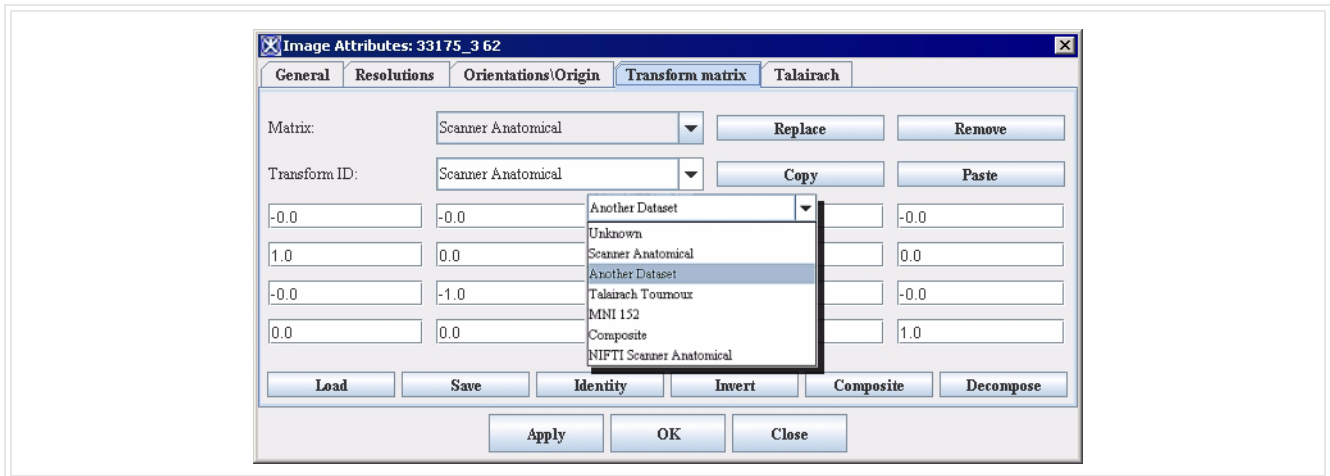 Image Attributes: 33175_3 62
General Resolutions Orientations\Origin Transform matrix Talairach
Matrix: Scanner Anatomical Replace Remove
Transform ID: Scanner Anatomical Copy Paste
-0.0 -0.0 Another Dataset -0.0
Unknown
1.0 0.0 Scanner Anatomical 0.0
Another Dataset
-0.0 -1.0 Talairach Tournoux -0.0
MNI 152
0.0 0.0 Composite 1.0
NIFTI Scanner Anatomical
Load Save Identity Invert Composite Decompose
Apply OK Close